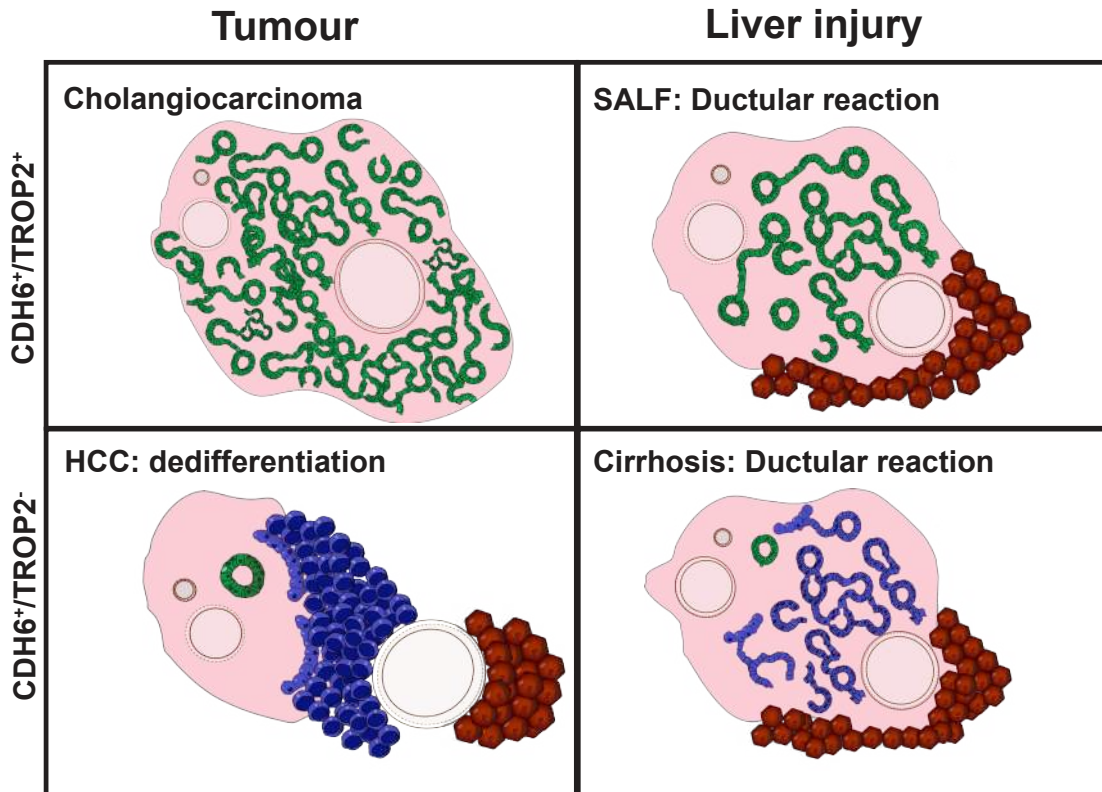 Tumour
Liver injury
CDH6⁺/TROP2⁺
Cholangiocarcinoma
SALF: Ductular reaction
CDH6⁺/TROP2⁻
HCC: dedifferentiation
Cirrhosis: Ductular reaction